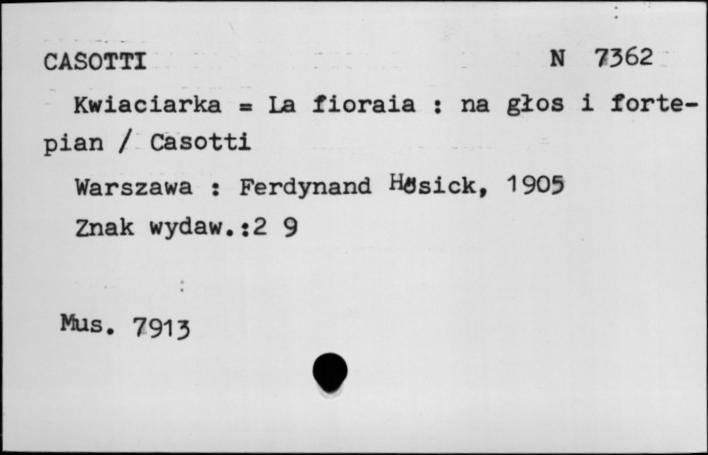 CASOTTI N 7362
Kwiaciarka = La fioraia : na głos i forte-
pian / Casotti
Warszawa : Ferdynand Hösick, 1905
Znak wydaw.:2 9
Mus. 7913